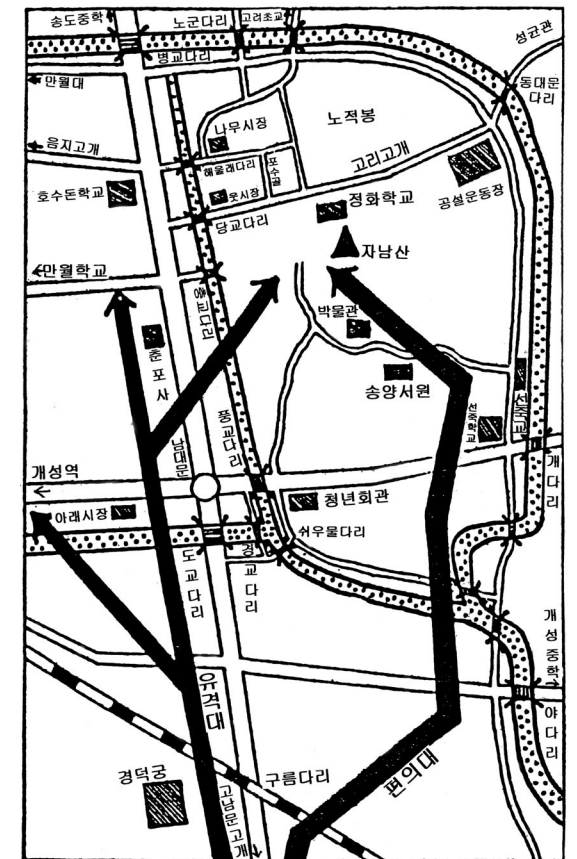 송도중학
노군다리
고려초교
성균관
병교다리
만월대
동대문
다리
나무시장
노적봉
음지고개
해울래다리
포수골
고리고개
호수돈학교
웃시장
정화학교
공설운동장
당교다리
자남산
만월학교
충교다리
박물관
춘포사
송양서원
선죽학교
선죽교
남대문
풍교다리
개성역
개다리
청년회관
아래시장
쉬우물다리
도교다리
경교다리
개성중학
야다리
유격대
경덕궁
구름다리
편의대
고남문고개